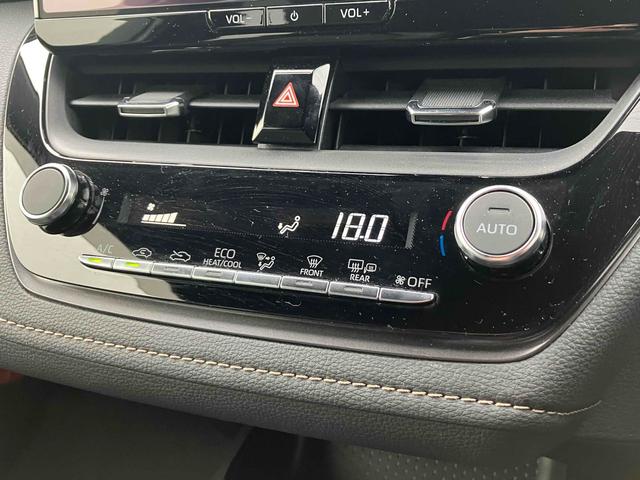 VOL- VOL+
18.0
AUTO
A/C ECO HEAT/COOL FRONT REAR OFF